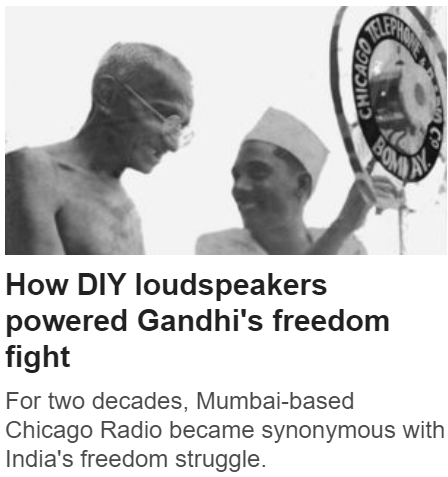 CHICAGO TELEPHONE &
BOMBAY.
How DIY loudspeakers
powered Gandhi's freedom
fight
For two decades, Mumbai-based
Chicago Radio became synonymous with
India's freedom struggle.